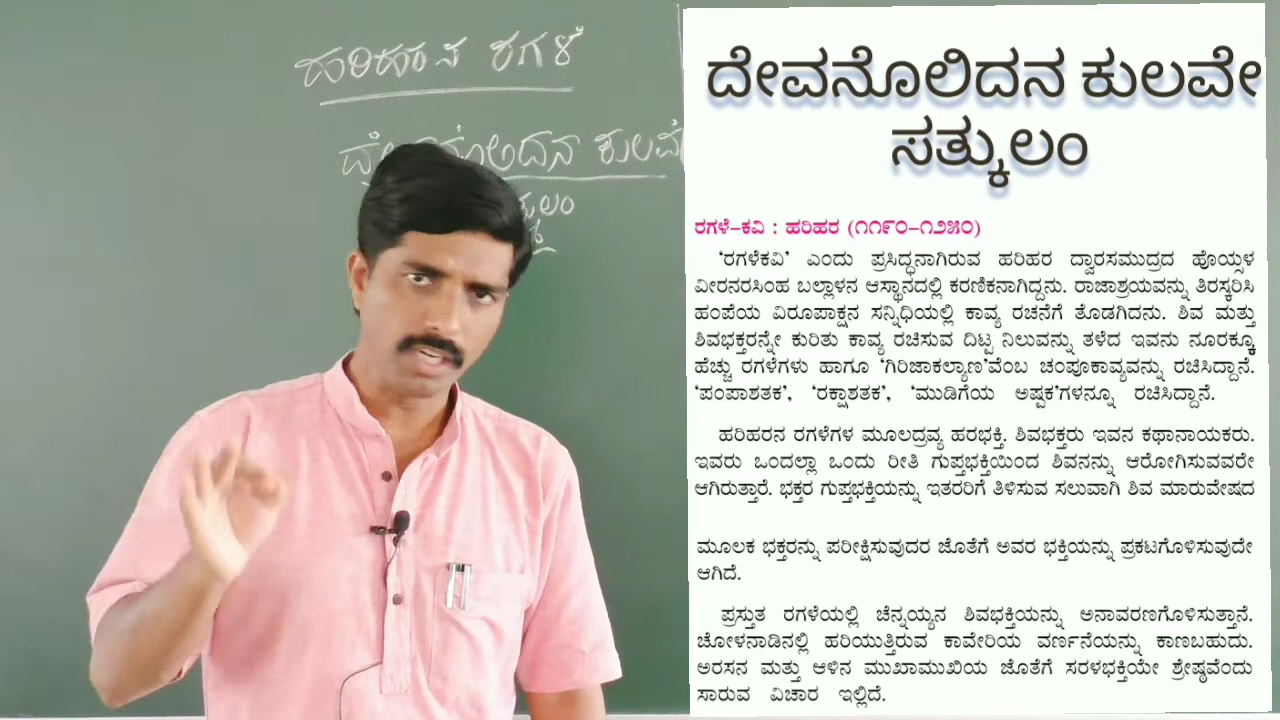 ಹರಿಹರನ ರಗಳೆ
ಕುಲವೇ
ದೇವನೊಲಿದನ ಕುಲವೇ
ಸತ್ಕುಲಂ
ರಗಳೆ-ಕವಿ : ಹರಿಹರ (೧೧೯೦-೧೨೫೦)
'ರಗಳೆಕವಿ' ಎಂದು ಪ್ರಸಿದ್ಧನಾಗಿರುವ ಹರಿಹರ ದ್ವಾರಸಮುದ್ರದ ಹೊಯ್ಸಳ
ವೀರನರಸಿಂಹ ಬಲ್ಲಾಳನ ಆಸ್ಥಾನದಲ್ಲಿ ಕರಣಿಕನಾಗಿದ್ದನು. ರಾಜಾಶ್ರಯವನ್ನು ತಿರಸ್ಕರಿಸಿ
ಹಂಪೆಯ ವಿರೂಪಾಕ್ಷನ ಸನ್ನಿಧಿಯಲ್ಲಿ ಕಾವ್ಯ ರಚನೆಗೆ ತೊಡಗಿದನು. ಶಿವ ಮತ್ತು
ಶಿವಭಕ್ತರನ್ನೇ ಕುರಿತು ಕಾವ್ಯ ರಚಿಸುವ ದಿಟ್ಟ ನಿಲುವನ್ನು ತಳೆದ ಇವನು ನೂರಕ್ಕೂ
ಹೆಚ್ಚು ರಗಳೆಗಳು ಹಾಗೂ 'ಗಿರಿಜಾಕಲ್ಯಾಣ'ವೆಂಬ ಚಂಪೂಕಾವ್ಯವನ್ನು ರಚಿಸಿದ್ದಾನೆ.
'ಪಂಪಾಶತಕ', 'ರಕ್ಷಾಶತಕ', 'ಮುಡಿಗೆಯ ಅಷ್ಟಕ'ಗಳನ್ನೂ ರಚಿಸಿದ್ದಾನೆ.
ಹರಿಹರನ ರಗಳೆಗಳ ಮೂಲದ್ರವ್ಯ ಹರಭಕ್ತಿ. ಶಿವಭಕ್ತರು ಇವನ ಕಥಾನಾಯಕರು.
ಇವರು ಒಂದಲ್ಲಾ ಒಂದು ರೀತಿ ಗುಪ್ತಭಕ್ತಿಯಿಂದ ಶಿವನನ್ನು ಆರೋಗಿಸುವವರೇ
ಆಗಿರುತ್ತಾರೆ. ಭಕ್ತರ ಗುಪ್ತಭಕ್ತಿಯನ್ನು ಇತರರಿಗೆ ತಿಳಿಸುವ ಸಲುವಾಗಿ ಶಿವ ಮಾರುವೇಷದ
ಮೂಲಕ ಭಕ್ತರನ್ನು ಪರೀಕ್ಷಿಸುವುದರ ಜೊತೆಗೆ ಅವರ ಭಕ್ತಿಯನ್ನು ಪ್ರಕಟಗೊಳಿಸುವುದೇ
ಆಗಿದೆ.
ಪ್ರಸ್ತುತ ರಗಳೆಯಲ್ಲಿ ಚೆನ್ನಯ್ಯನ ಶಿವಭಕ್ತಿಯನ್ನು ಅನಾವರಣಗೊಳಿಸುತ್ತಾನೆ.
ಚೋಳನಾಡಿನಲ್ಲಿ ಹರಿಯುತ್ತಿರುವ ಕಾವೇರಿಯ ವರ್ಣನೆಯನ್ನು ಕಾಣಬಹುದು.
ಅರಸನ ಮತ್ತು ಆಳಿನ ಮುಖಾಮುಖಿಯ ಜೊತೆಗೆ ಸರಳಭಕ್ತಿಯೇ ಶ್ರೇಷ್ಠವೆಂದು
ಸಾರುವ ವಿಚಾರ ಇಲ್ಲಿದೆ.